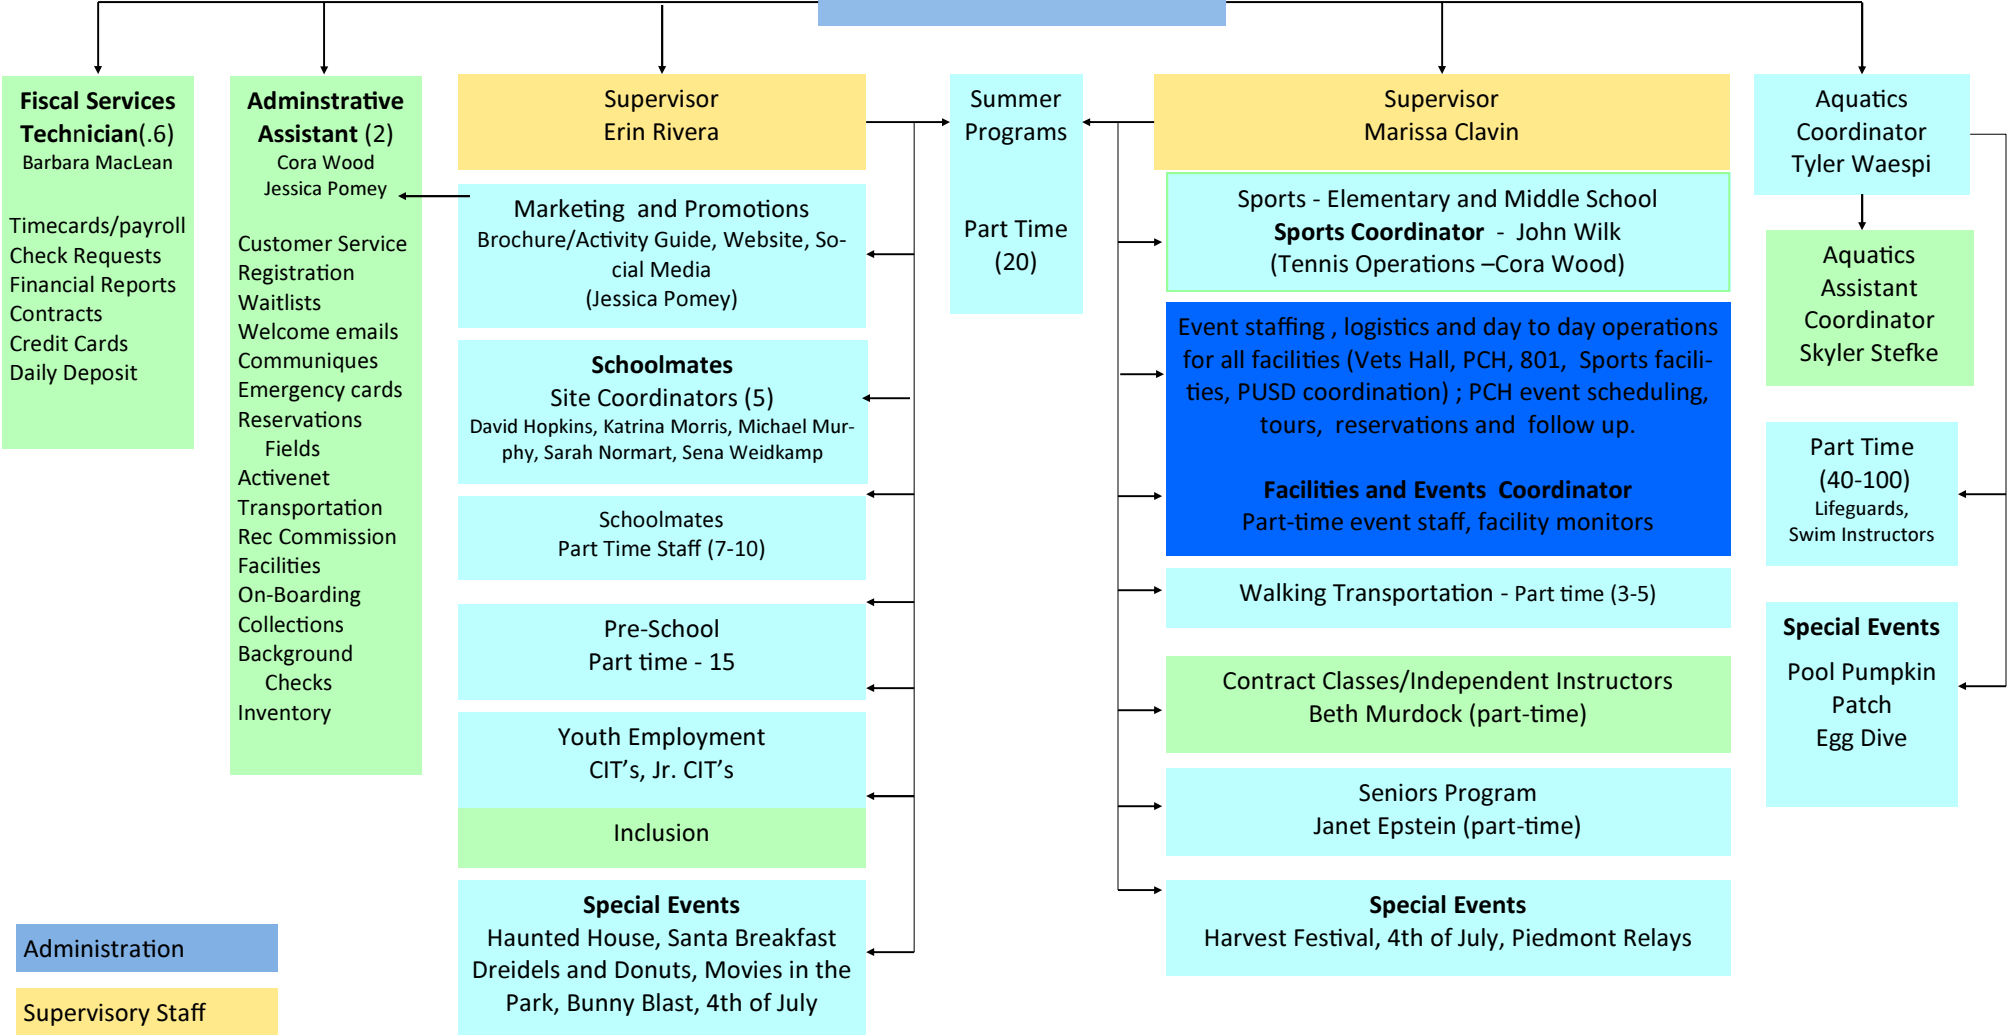 Fiscal Services
Technician(.6)
Barbara MacLean
Timecards/payroll
Check Requests
Financial Reports
Contracts
Credit Cards
Daily Deposit
Adminstrative
Assistant (2)
Cora Wood
Jessica Pomey
Customer Service
Registration
Waitlists
Welcome emails
Communiques
Emergency cards
Reservations
Fields
Activenet
Transportation
Rec Commission
Facilities
On-Boarding
Collections
Background
Checks
Inventory
Supervisor
Erin Rivera
Marketing and Promotions
Brochure/Activity Guide, Website, So-
cial Media
(Jessica Pomey)
Schoolmates
Site Coordinators (5)
David Hopkins, Katrina Morris, Michael Mur-
phy, Sarah Normart, Sena Weidkamp
Schoolmates
Part Time Staff (7-10)
Pre-School
Part time - 15
Youth Employment
CIT’s, Jr. CIT’s
Inclusion
Special Events
Haunted House, Santa Breakfast
Dreidels and Donuts, Movies in the
Park, Bunny Blast, 4th of July
Summer
Programs
Part Time
(20)
Supervisor
Marissa Clavin
Sports - Elementary and Middle School
Sports Coordinator - John Wilk
(Tennis Operations –Cora Wood)
Event staffing , logistics and day to day operations
for all facilities (Vets Hall, PCH, 801, Sports facili-
ties, PUSD coordination) ; PCH event scheduling,
tours, reservations and follow up.
Facilities and Events Coordinator
Part-time event staff, facility monitors
Walking Transportation - Part time (3-5)
Contract Classes/Independent Instructors
Beth Murdock (part-time)
Seniors Program
Janet Epstein (part-time)
Special Events
Harvest Festival, 4th of July, Piedmont Relays
Aquatics
Coordinator
Tyler Waespi
Aquatics
Assistant
Coordinator
Skyler Stefke
Part Time
(40-100)
Lifeguards,
Swim Instructors
Special Events
Pool Pumpkin
Patch
Egg Dive
Administration
Supervisory Staff